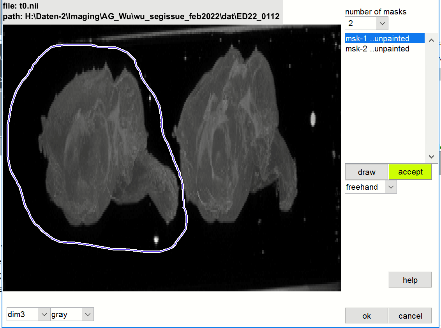 file: t0.nii
path: H:\Daten-2\Imaging\AG_Wu\wu_segissue_feb2022\dat\ED22_0112
number of masks
2
msk-1 ..unpainted
msk-2 ..unpainted
draw
accept
freehand
help
dim3
gray
ok
cancel